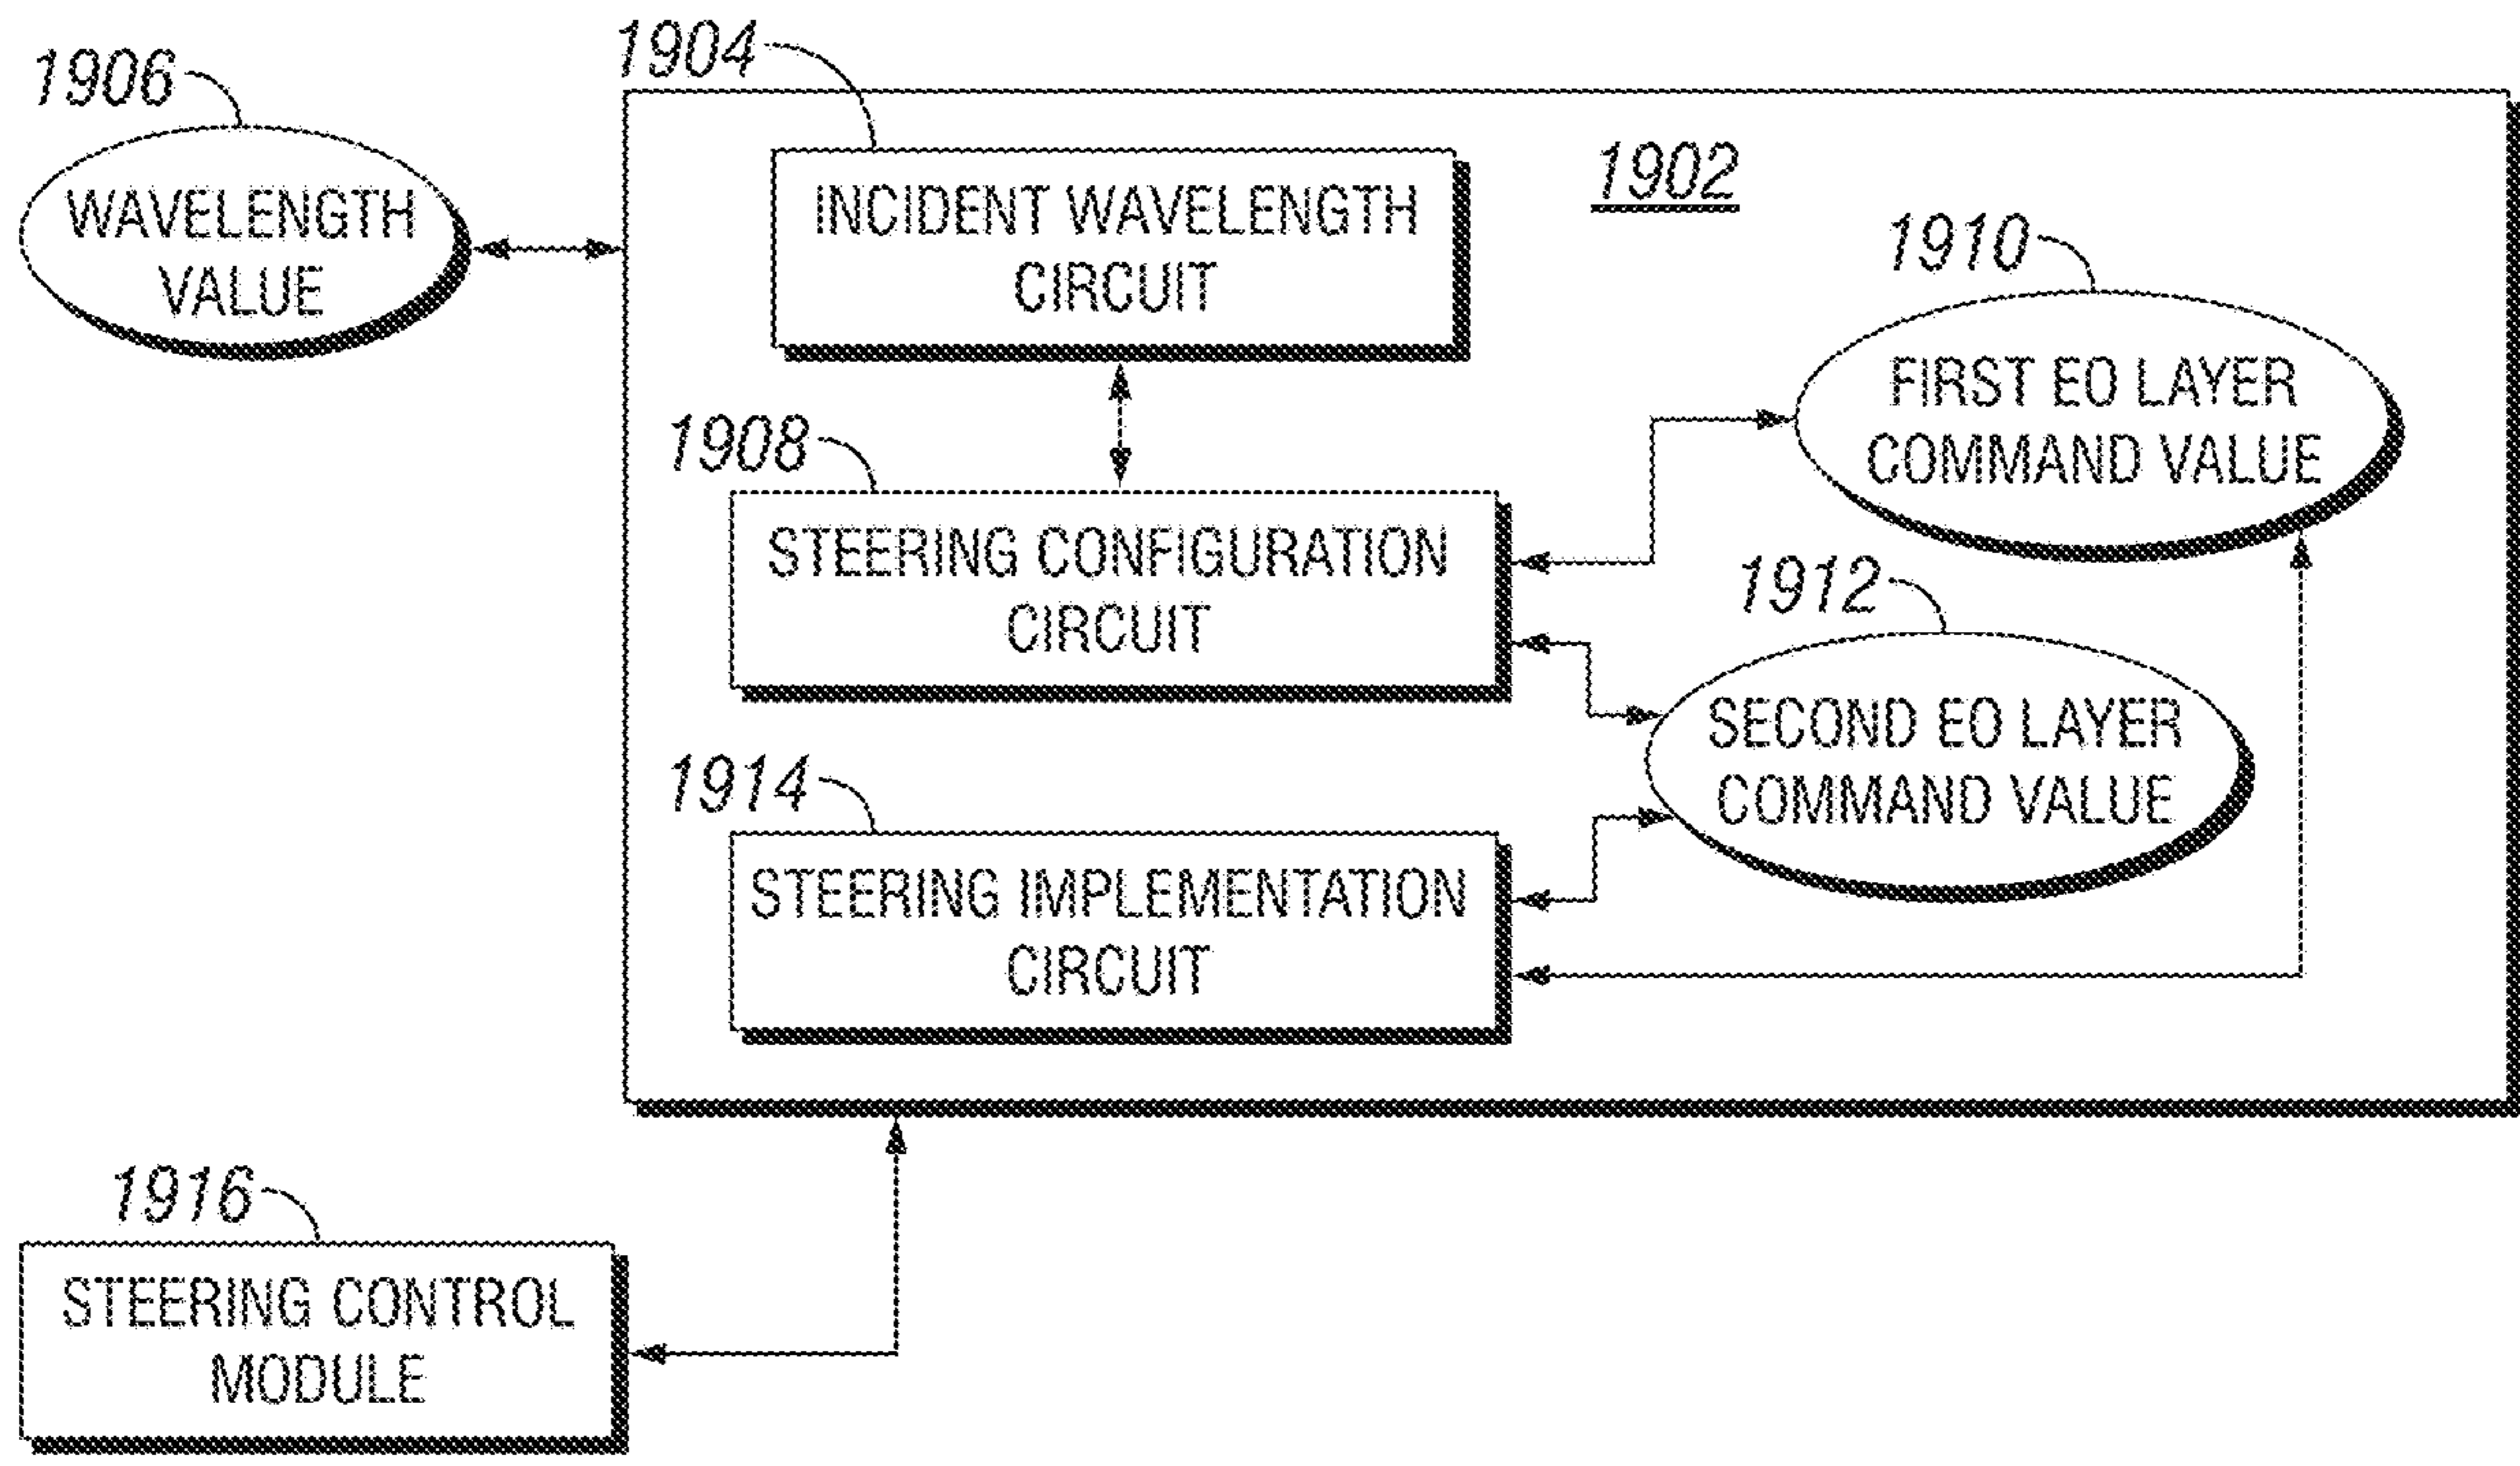 1904
1906
WAVELENGTH
VALUE
INCIDENT WAVELENGTH
CIRCUIT
1902
1910
FIRST EO LAYER
COMMAND VALUE
1908
STEERING CONFIGURATION
CIRCUIT
1912
SECOND EO LAYER
COMMAND VALUE
1914
STEERING IMPLEMENTATION
CIRCUIT
1916
STEERING CONTROL
MODULE